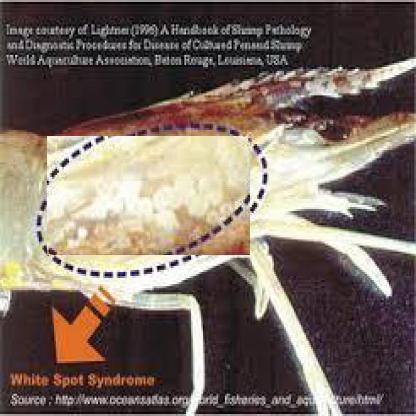 Image courtesy of Lightner (1996) A Handbook of Shrimp Pathology
and Diagnostic Procedures for Disease of Cultured Penaeid Shrimp
World Aquaculture Association, Baton Rouge, Louisiana, USA
White Spot Syndrome
Source : http://www.oceansatlas.org/world_fisheries_and_aquaculture/html/